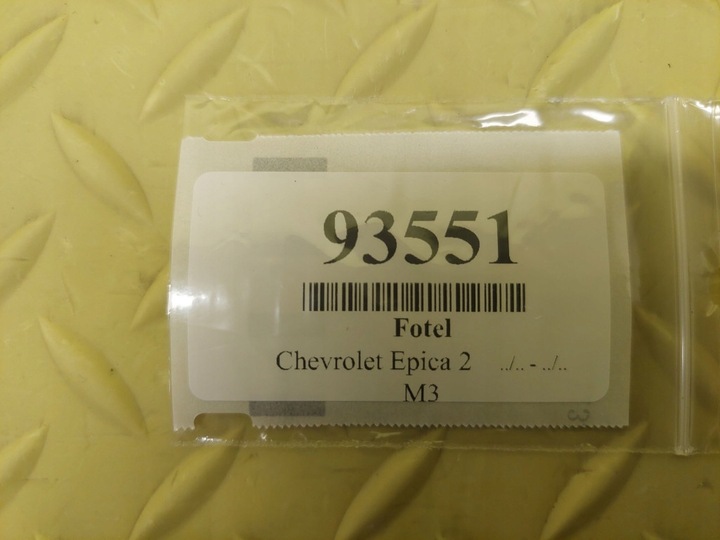 93551
Fotel
Chevrolet Epica 2 ../.. - ../..
M3